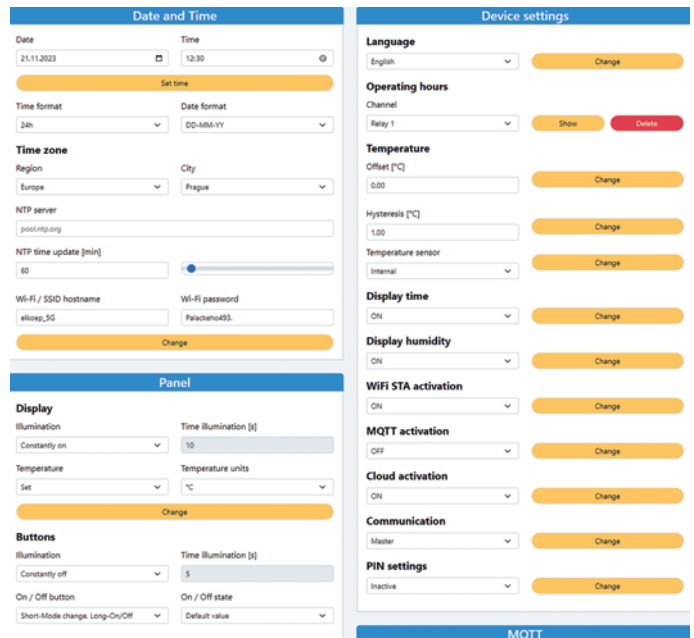 Date and Time
Date
Time
21.11.2023
12:30
Set time
Time format
Date format
24h
DD-MM-YY
Time zone
Region
City
Europe
Prague
NTP server
pool.ntp.org
NTP time update [min]
60
Wi-Fi / SSID hostname
Wi-Fi password
elkoep_5G
Palackeho493.
Change
Panel
Display
Illumination
Time illumination [s]
Constantly on
10
Temperature
Temperature units
Set
°C
Change
Buttons
Illumination
Time illumination [s]
Constantly off
5
On / Off button
On / Off state
Short-Mode change, Long-On/Off
Default value
Device settings
Language
English
Change
Operating hours
Channel
Relay 1
Show
Delete
Temperature
Offset [°C]
0.00
Change
Hysteresis [°C]
1.00
Change
Temperature sensor
Internal
Change
Display time
ON
Change
Display humidity
ON
Change
WiFi STA activation
ON
Change
MQTT activation
OFF
Change
Cloud activation
ON
Change
Communication
Master
Change
PIN settings
Inactive
Change
MQTT